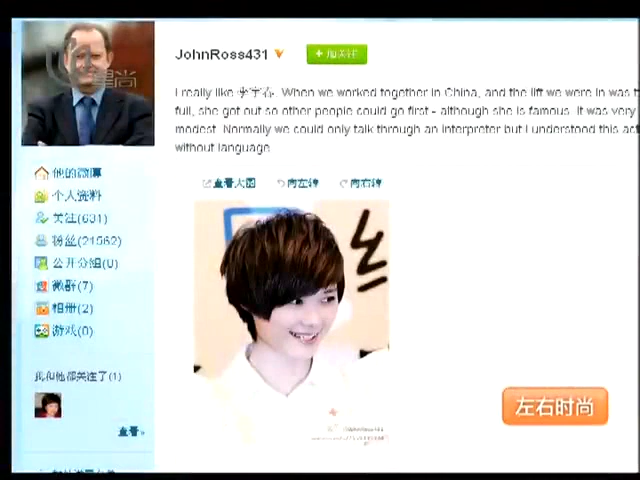 星尚
JohnRoss431
+ 加关注
I really like 李宇春. When we worked together in China, and the lift we were in was
full, she got out so other people could go first - although she is famous. It was very
modest. Normally we could only talk through an interpreter but I understood this
without language
查看大图 向左转 向右转
他的微博
个人资料
关注(631)
粉丝(21562)
公开分组(0)
微群(7)
相册(2)
游戏(0)
我和他都关注了(1)
查看»
左右时尚